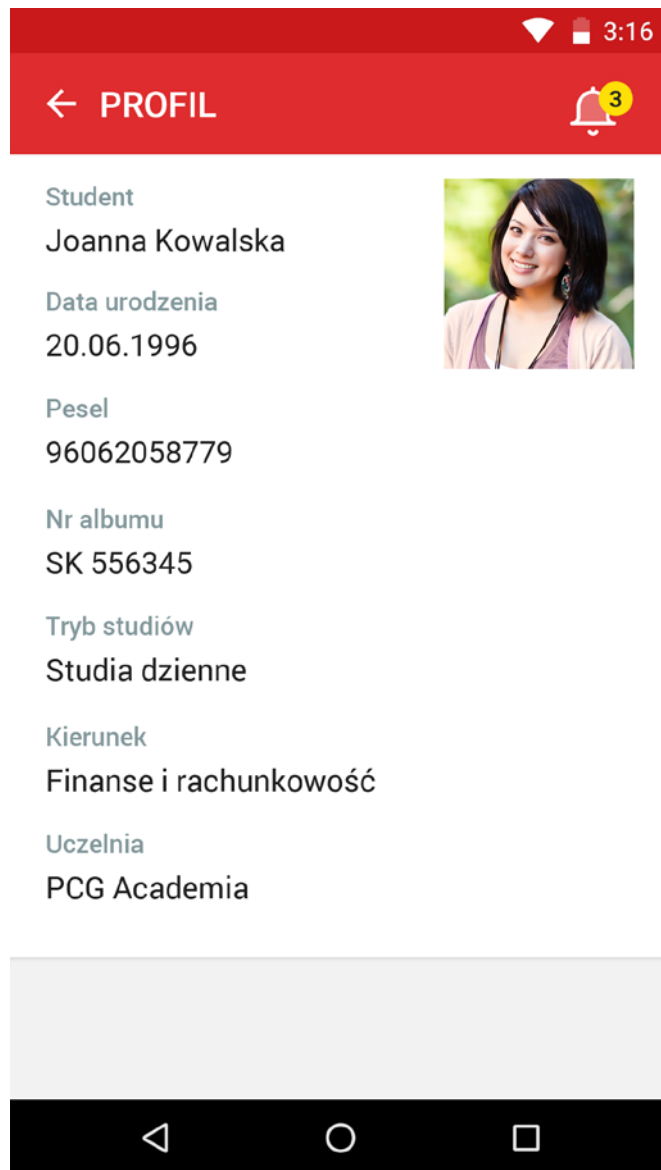 3:16
PROFIL
3
Student
Joanna Kowalska
Data urodzenia
20.06.1996
Pesel
96062058779
Nr albumu
SK 556345
Tryb studiów
Studia dzienne
Kierunek
Finanse i rachunkowość
Uczelnia
PCG Academia